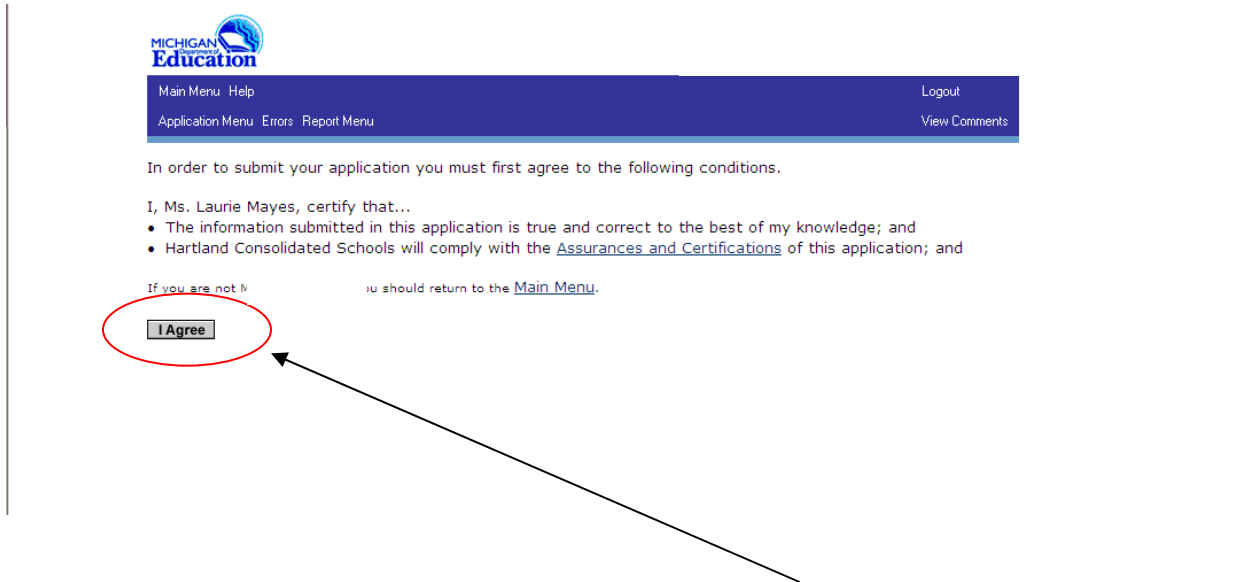 MICHIGAN
Department of
Education
Main Menu Help Logout
Application Menu Errors Report Menu View Comments
In order to submit your application you must first agree to the following conditions.
I, Ms. Laurie Mayes, certify that...
• The information submitted in this application is true and correct to the best of my knowledge; and
• Hartland Consolidated Schools will comply with the Assurances and Certifications of this application; and
If you are not should return to the Main Menu.
I Agree